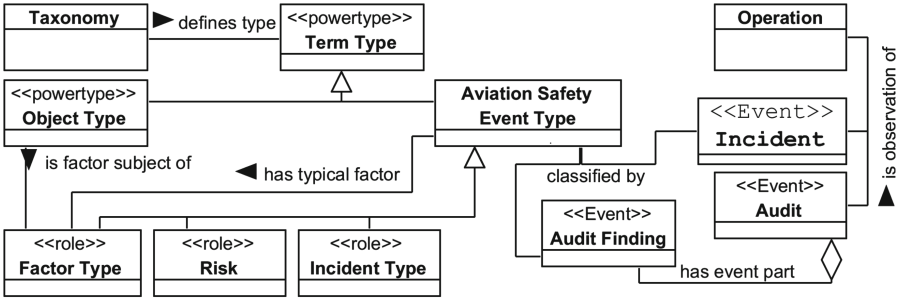 Taxonomy
defines type
<<powertype>>
Term Type
Operation
<<powertype>>
Object Type
Aviation Safety
Event Type
<<Event>>
Incident
is observation of
is factor subject of
has typical factor
classified by
<<Event>>
Audit
<<Event>>
Audit Finding
<<role>>
Factor Type
<<role>>
Risk
<<role>>
Incident Type
has event part